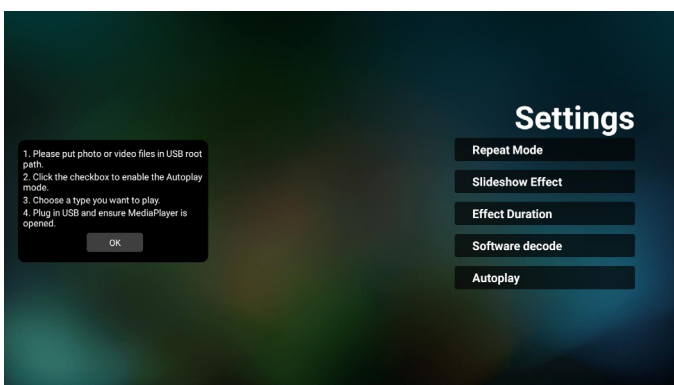 Settings
1. Please put photo or video files in USB root
path.
2. Click the checkbox to enable the Autoplay
mode.
3. Choose a type you want to play.
4. Plug in USB and ensure MediaPlayer is
opened.
OK
Repeat Mode
Slideshow Effect
Effect Duration
Software decode
Autoplay